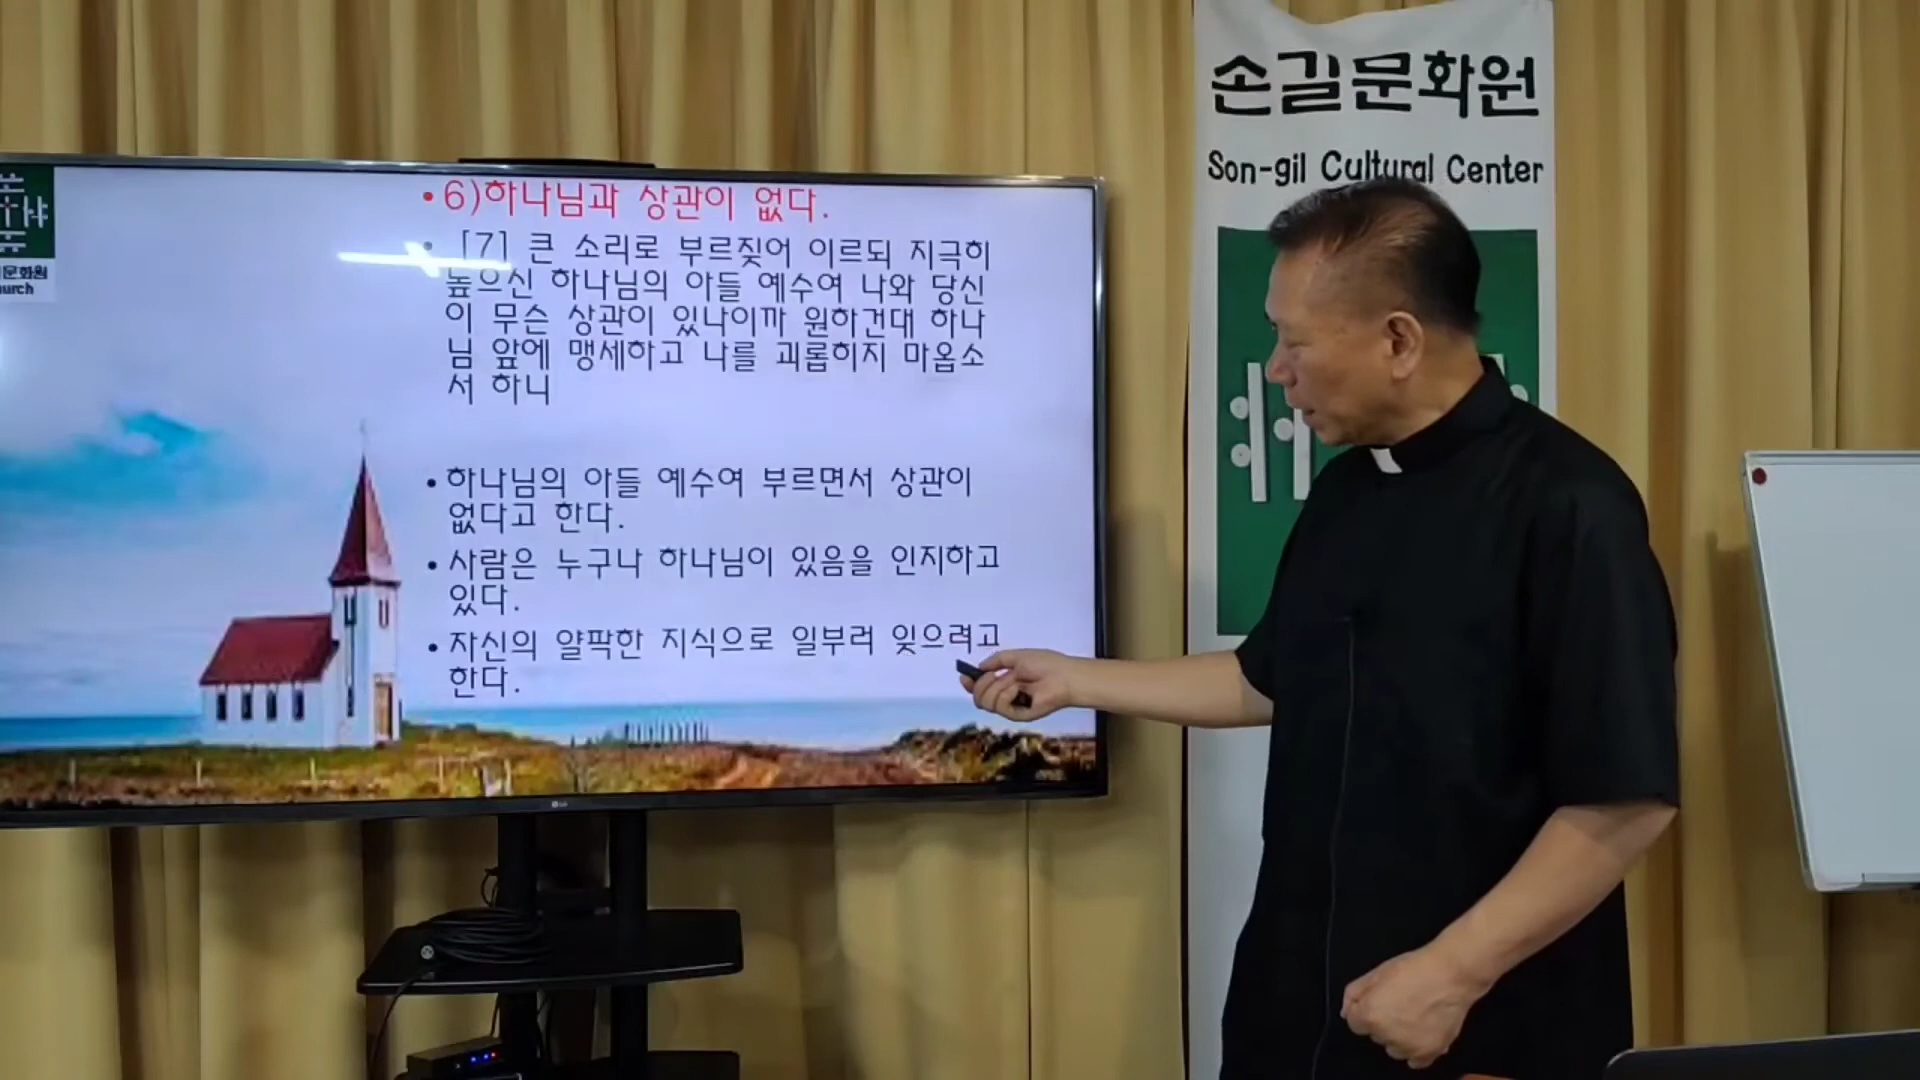 손길문화원
Son-gil Cultural Center
문화원
urch
•6)하나님과 상관이 없다.
• [7] 큰 소리로 부르짖어 이르되 지극히
높으신 하나님의 아들 예수여 나와 당신
이 무슨 상관이 있나이까 원하건대 하나
님 앞에 맹세하고 나를 괴롭히지 마옵소
서 하니
•하나님의 아들 예수여 부르면서 상관이
없다고 한다.
•사람은 누구나 하나님이 있음을 인지하고
있다.
•자신의 얄팍한 지식으로 일부러 잊으려고
한다.
LG